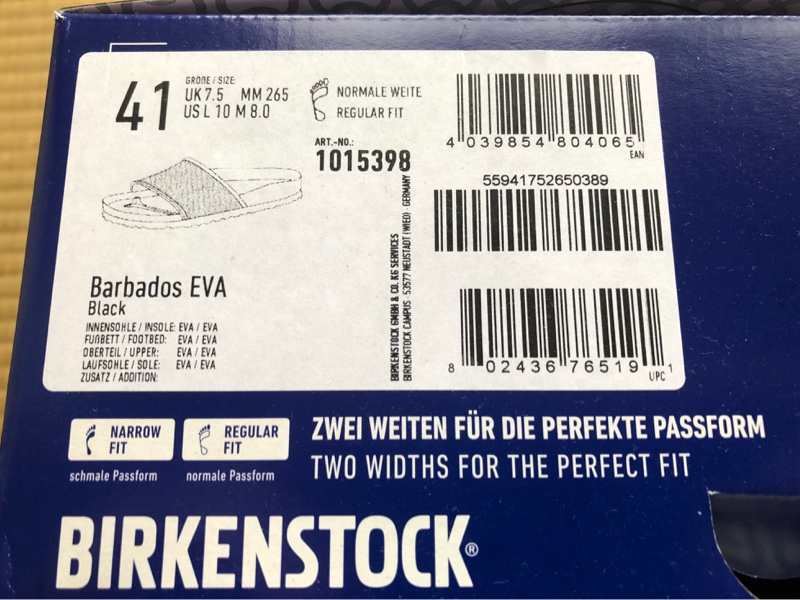 41
GRÖßE / SIZE:
UK 7.5 MM 265
US L 10 M 8.0
NORMALE WEITE
REGULAR FIT
ART.-NO.:
1015398
4 039854 804065
EAN
55941752650389
8 02436 76519 1
UPC
BIRKENSTOCK GMBH & CO. KG SERVICES
BIRKENSTOCK CAMPUS · 53577 NEUSTADT (WIED) · GERMANY
Barbados EVA
Black
INNENSOHLE / INSOLE: EVA / EVA
FUßBETT / FOOTBED: EVA / EVA
OBERTEIL / UPPER: EVA / EVA
LAUFSOHLE / SOLE: EVA / EVA
ZUSATZ / ADDITION:
NARROW
FIT
schmale Passform
REGULAR
FIT
normale Passform
ZWEI WEITEN FÜR DIE PERFEKTE PASSFORM
TWO WIDTHS FOR THE PERFECT FIT
BIRKENSTOCK®